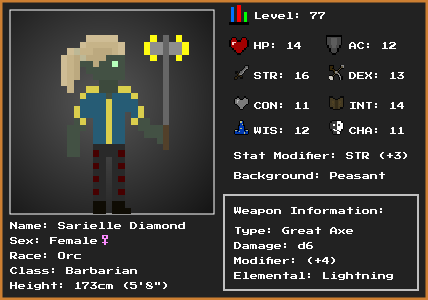 Level: 77
HP: 14 AC: 12
STR: 16 DEX: 13
CON: 11 INT: 14
WIS: 12 CHA: 11
Stat Modifier: STR (+3)
Background: Peasant
Name: Sarielle Diamond
Sex: Female♀
Race: Orc
Class: Barbarian
Height: 173cm (5'8")
Weapon Information:
Type: Great Axe
Damage: d6
Modifier: (+4)
Elemental: Lightning